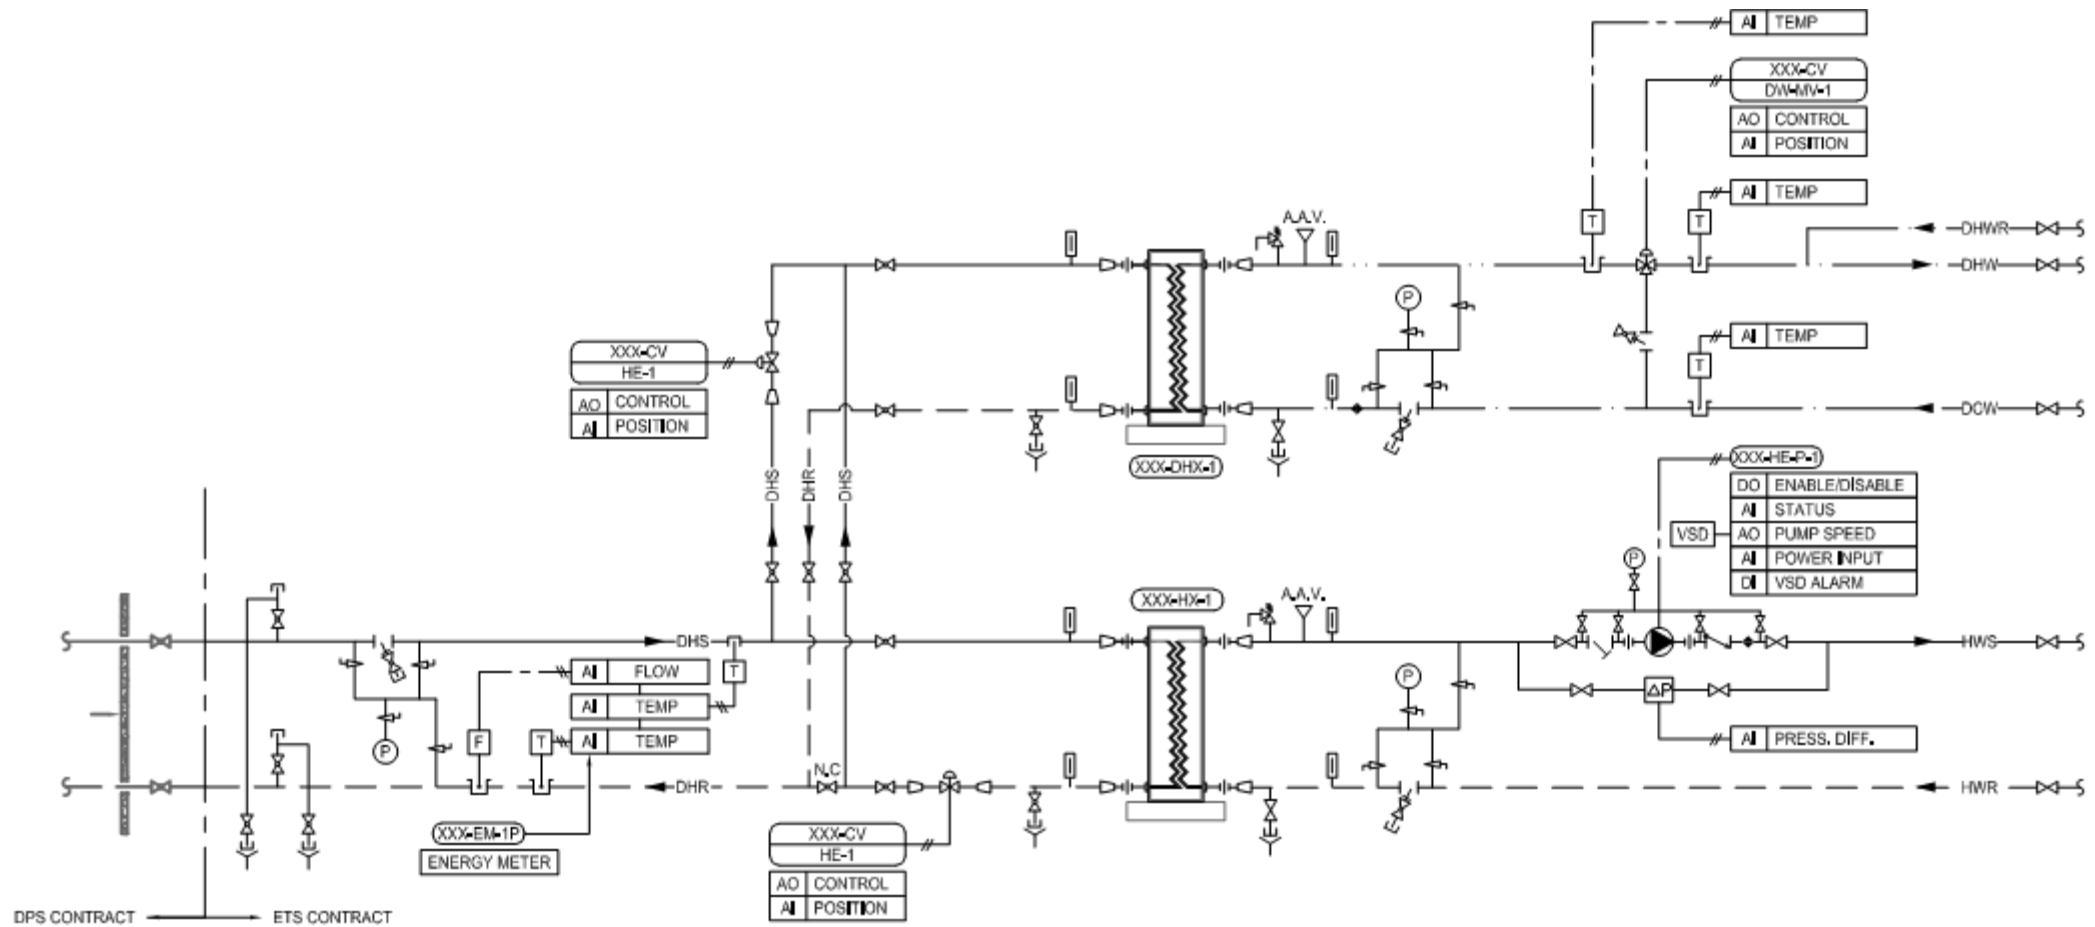 AI TEMP
XXX-CV
DW-MV-1
AO CONTROL
AI POSITION
AI TEMP
T
T
A.A.V.
DHWR
DHW
P
XXX-CV
HE-1
AO CONTROL
AI POSITION
AI TEMP
T
DCW
XXX-DHX-1
XXX-HE-P-1
DO ENABLE/DISABLE
AI STATUS
VSD AO PUMP SPEED
AI POWER INPUT
DI VSD ALARM
DHS
DHR
DHS
P
XXX-HX-1
A.A.V.
DHS
HWS
AI FLOW
T
AI TEMP
P
ΔP
F
T
AI TEMP
P
AI PRESS. DIFF.
N.C
DHR
HWR
XXX-EM-1P
ENERGY METER
XXX-CV
HE-1
AO CONTROL
AI POSITION
DPS CONTRACT
ETS CONTRACT